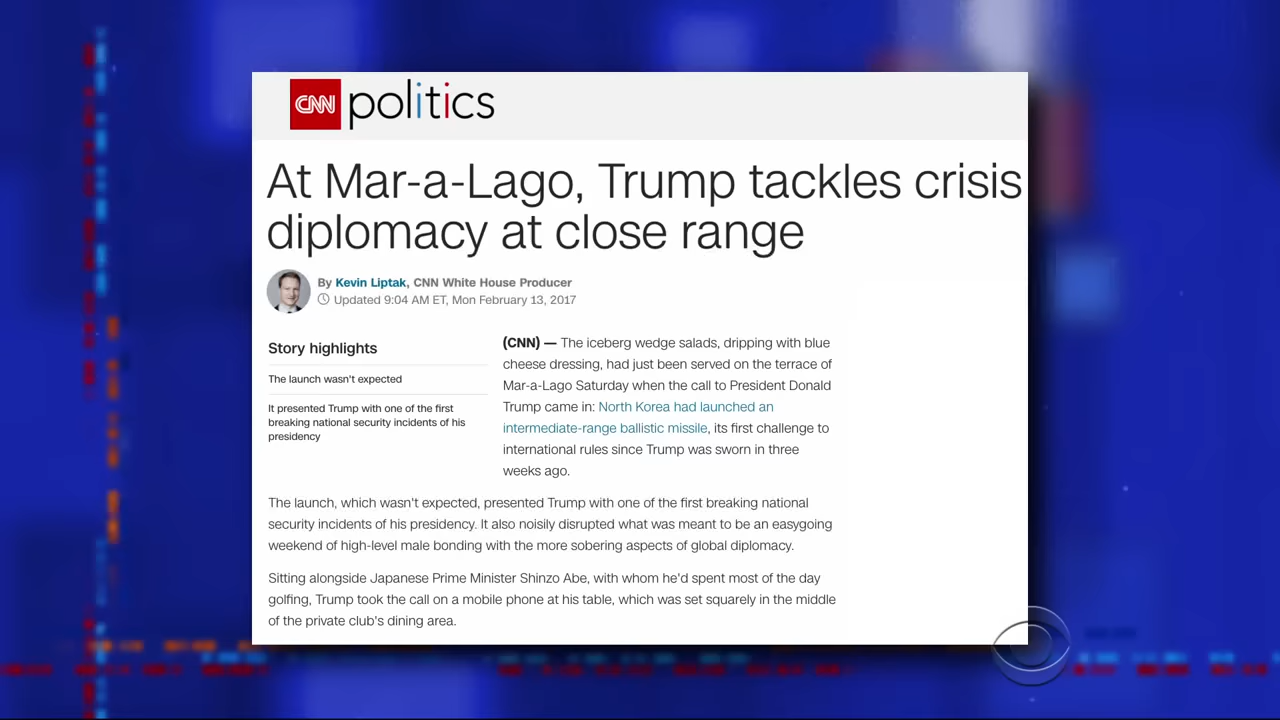 CNN politics
At Mar-a-Lago, Trump tackles crisis
diplomacy at close range
By Kevin Liptak, CNN White House Producer
Updated 9:04 AM ET, Mon February 13, 2017
Story highlights
The launch wasn't expected
It presented Trump with one of the first
breaking national security incidents of his
presidency
(CNN) — The iceberg wedge salads, dripping with blue
cheese dressing, had just been served on the terrace of
Mar-a-Lago Saturday when the call to President Donald
Trump came in: North Korea had launched an
intermediate-range ballistic missile, its first challenge to
international rules since Trump was sworn in three
weeks ago.
The launch, which wasn't expected, presented Trump with one of the first breaking national
security incidents of his presidency. It also noisily disrupted what was meant to be an easygoing
weekend of high-level male bonding with the more sobering aspects of global diplomacy.
Sitting alongside Japanese Prime Minister Shinzo Abe, with whom he'd spent most of the day
golfing, Trump took the call on a mobile phone at his table, which was set squarely in the middle
of the private club's dining area.